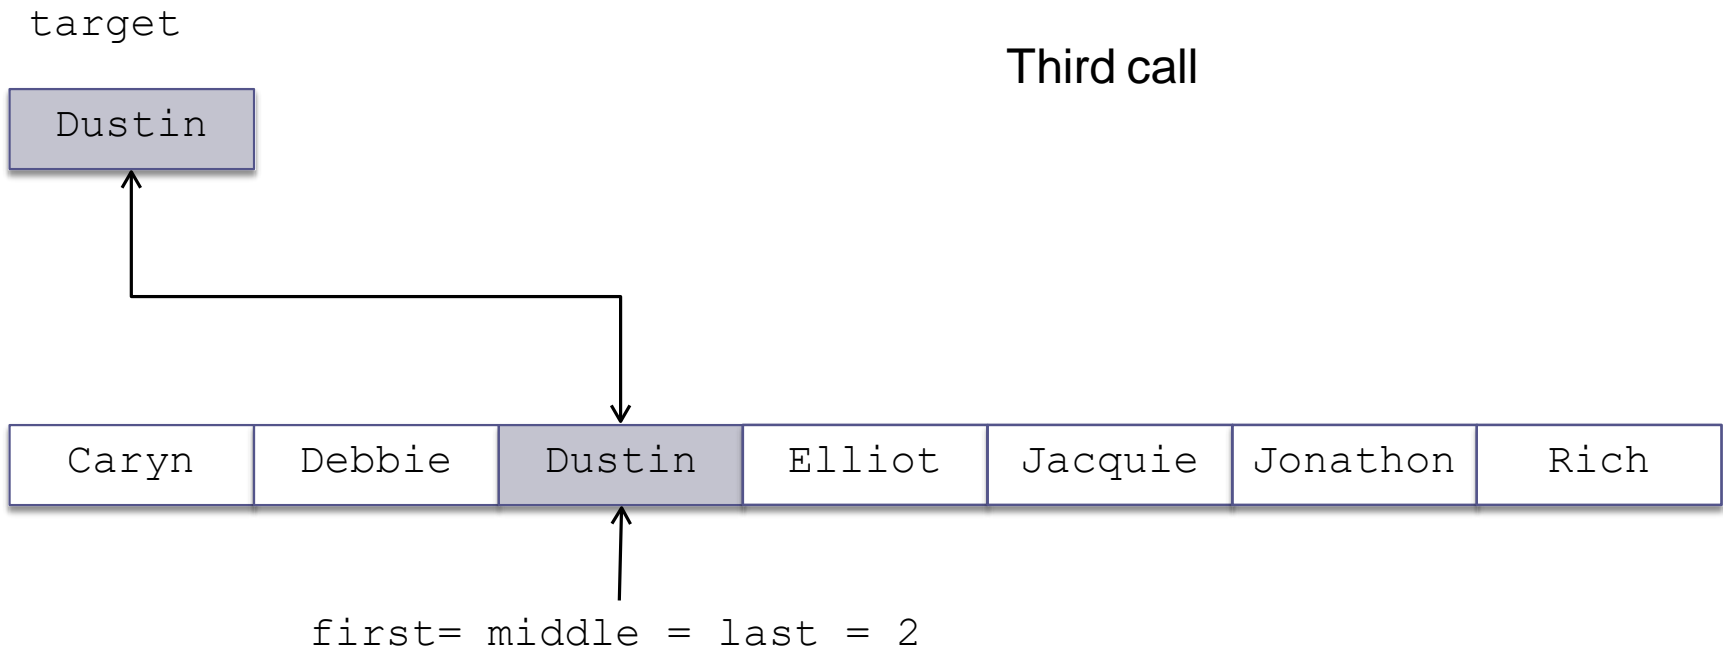 target
Third call
Dustin
Caryn Debbie Dustin Elliot Jacquie Jonathon Rich
first= middle = last = 2